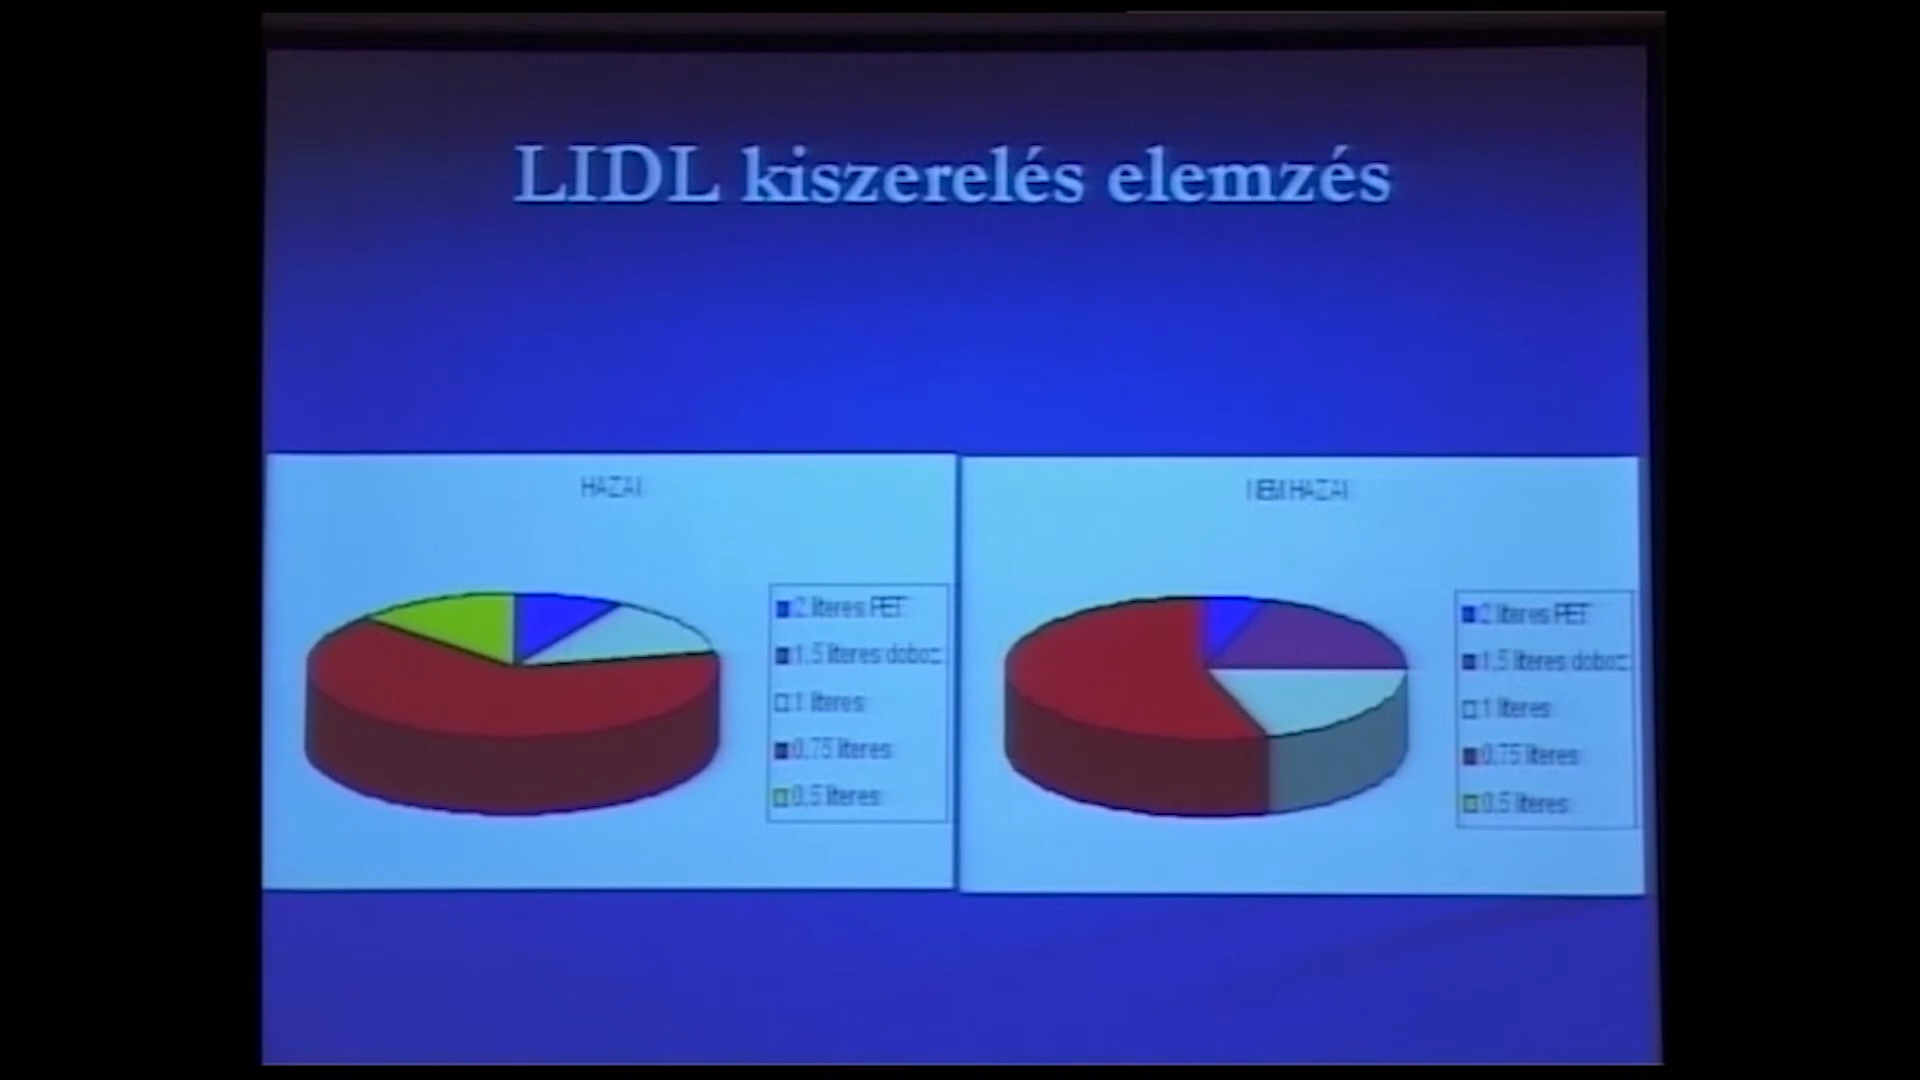 LIDL kiszerelés elemzés
HAZAI
2 literes PET
1,5 literes doboz
1 literes
0,75 literes
0,5 literes
NEM HAZAI
2 literes PET
1,5 literes doboz
1 literes
0,75 literes
0,5 literes